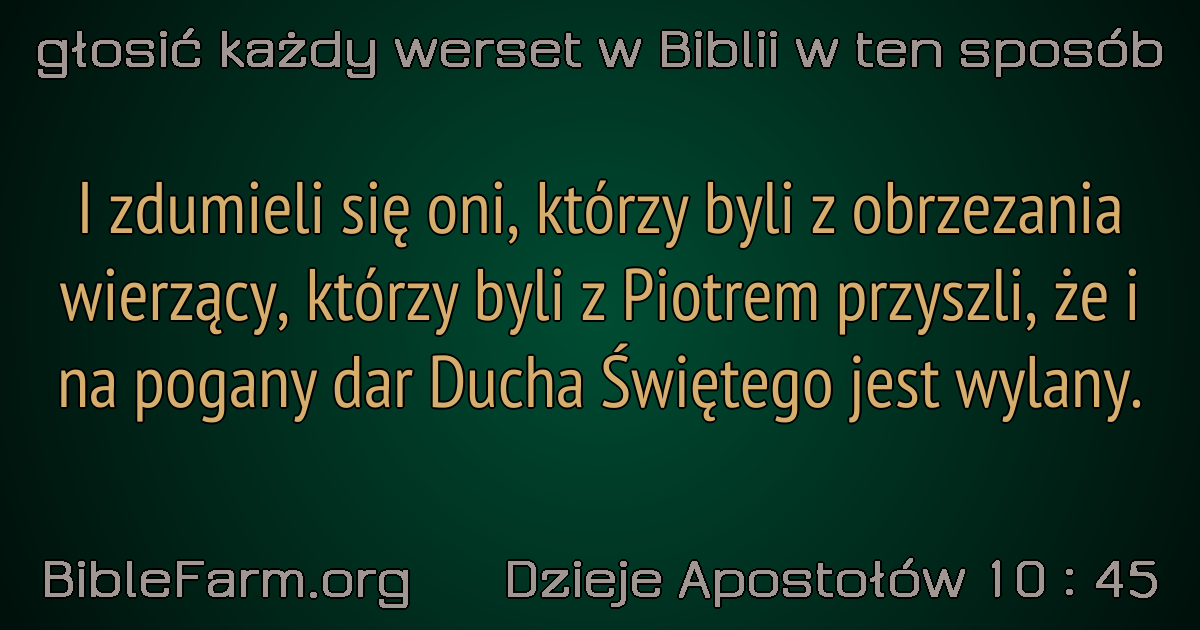 głosić każdy werset w Biblii w ten sposób
I zdumieli się oni, którzy byli z obrzezania
wierzący, którzy byli z Piotrem przyszli, że i
na pogany dar Ducha Świętego jest wylany.
BibleFarm.org Dzieje Apostołów 10 : 45